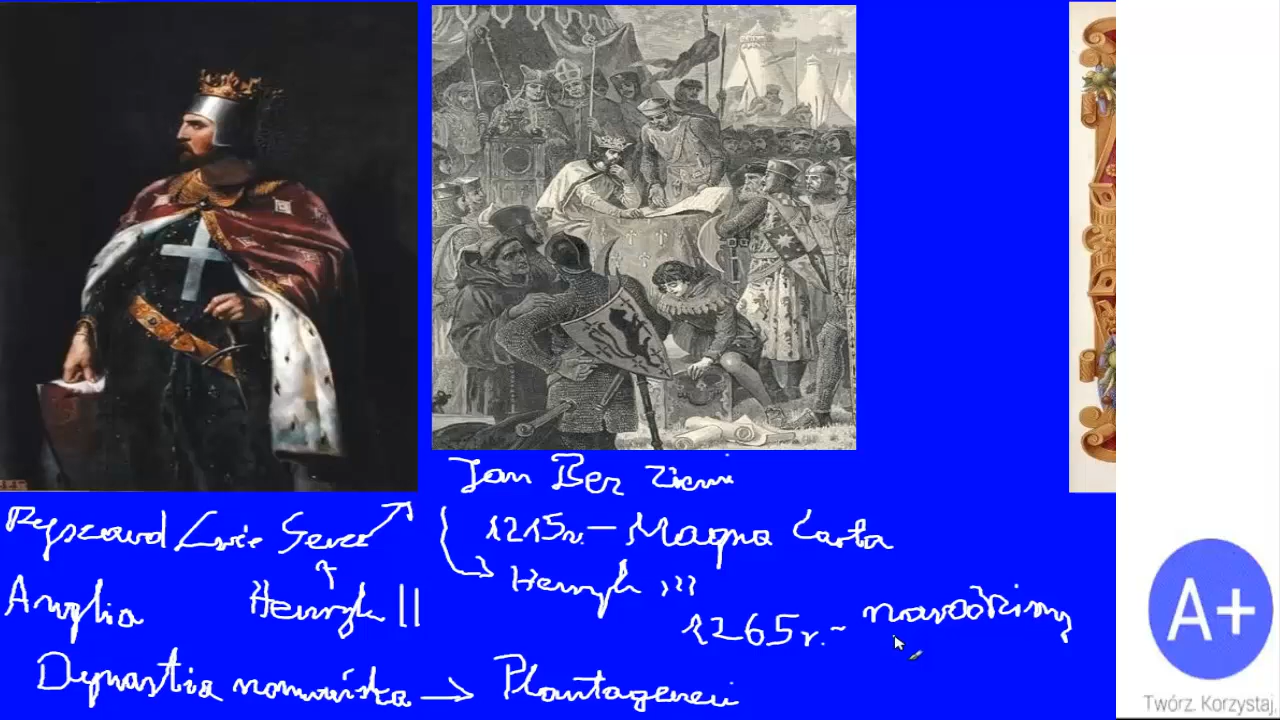 Jan Bez Ziemi
Ryszard Lwie Serce
1215r. – Magna Carta
Henryk III
Anglia
Henryk II
1265r. – narodziny
Dynastia normańska → Plantageneci
A+
Twórz. Korzystaj.